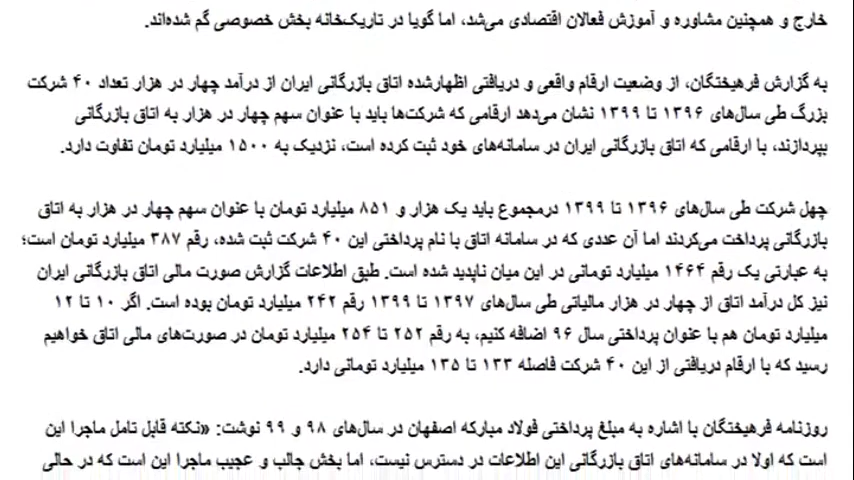 خارج و همچنین مشاوره و آموزش فعالان اقتصادی می‌شد، اما گویا در تاریک‌خانه بخش خصوصی گم شده‌اند.
به گزارش فرهیختگان، از وضعیت ارقام واقعی و دریافتی اظهارشده اتاق بازرگانی ایران از درآمد چهار در هزار تعداد ۴۰ شرکت
بزرگ طی سال‌های ۱۳۹۶ تا ۱۳۹۹ نشان می‌دهد ارقامی که شرکت‌ها باید با عنوان سهم چهار در هزار به اتاق بازرگانی
بپردازند، با ارقامی که اتاق بازرگانی ایران در سامانه‌های خود ثبت کرده است، نزدیک به ۱۵۰۰ میلیارد تومان تفاوت دارد.
چهل شرکت طی سال‌های ۱۳۹۶ تا ۱۳۹۹ درمجموع باید یک هزار و ۸۵۱ میلیارد تومان با عنوان سهم چهار در هزار به اتاق
بازرگانی پرداخت می‌کردند اما آن عددی که در سامانه اتاق با نام پرداختی این ۴۰ شرکت ثبت شده، رقم ۳۸۷ میلیارد تومان است؛
به عبارتی یک رقم ۱۴۶۴ میلیارد تومانی در این میان ناپدید شده است. طبق اطلاعات گزارش صورت مالی اتاق بازرگانی ایران
نیز کل درآمد اتاق از چهار در هزار مالیاتی طی سال‌های ۱۳۹۷ تا ۱۳۹۹ رقم ۲۴۲ میلیارد تومان بوده است. اگر ۱۰ تا ۱۲
میلیارد تومان هم با عنوان پرداختی سال ۹۶ اضافه کنیم، به رقم ۲۵۲ تا ۲۵۴ میلیارد تومان در صورت‌های مالی اتاق خواهیم
رسید که با ارقام دریافتی از این ۴۰ شرکت فاصله ۱۳۳ تا ۱۳۵ میلیارد تومانی دارد.
روزنامه فرهیختگان با اشاره به مبلغ پرداختی فولاد مبارکه اصفهان در سال‌های ۹۸ و ۹۹ نوشت: «نکته قابل تامل ماجرا این
است که اولا در سامانه‌های اتاق بازرگانی این اطلاعات در دسترس نیست، اما بخش جالب و عجیب ماجرا این است که در حالی